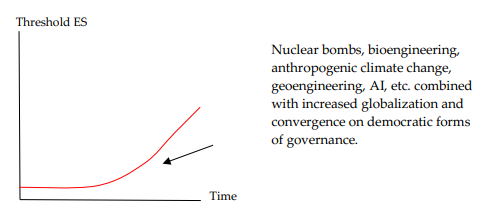 Threshold ES
Nuclear bombs, bioengineering,
anthropogenic climate change,
geoengineering, AI, etc. combined
with increased globalization and
convergence on democratic forms
of governance.
Time